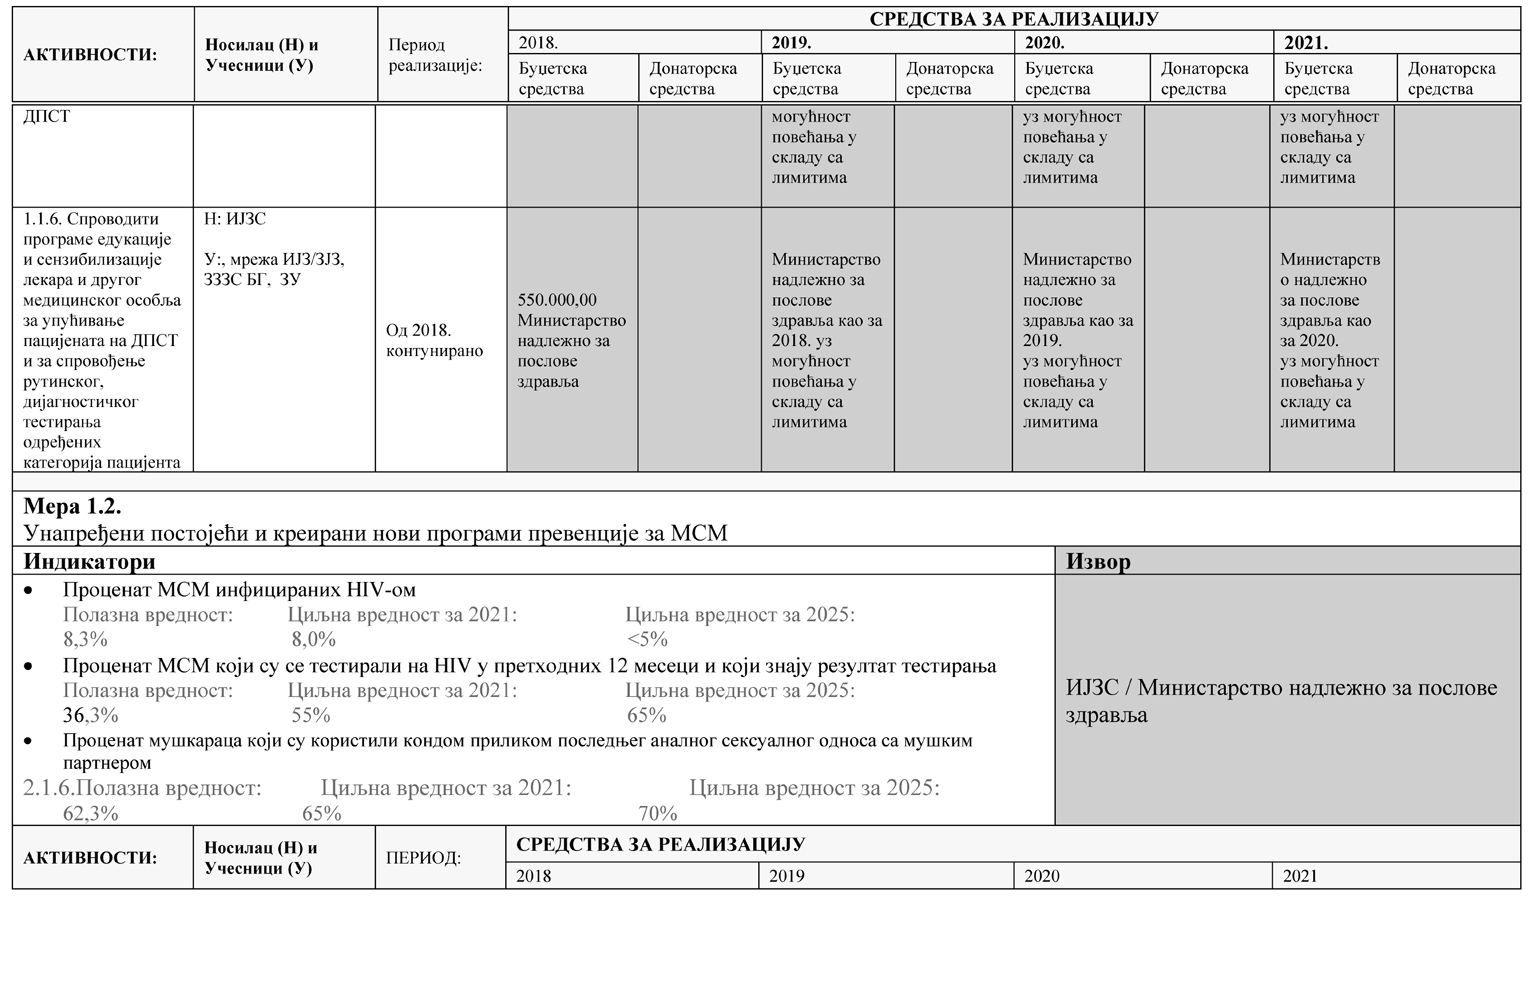 СРЕДСТВА ЗА РЕАЛИЗАЦИЈУ
АКТИВНОСТИ:
Носилац (Н) и
Учесници (У)
Период
реализације:
2018.
2019.
2020.
2021.
Буџетска
средства
Донаторска
средства
Буџетска
средства
Донаторска
средства
Буџетска
средства
Донаторска
средства
Буџетска
средства
Донаторска
средства
ДПСТ
могућност
повећања у
складу са
лимитима
уз могућност
повећања у
складу са
лимитима
уз могућност
повећања у
складу са
лимитима
1.1.6. Спроводити
програме едукације
и сензибилизације
лекара и другог
медицинског особља
за упућивање
пацијената на ДПСТ
и за спровођење
рутинског,
дијагностичког
тестирања
одређених
категорија пацијента
Н: ИЈЗС
У:, мрежа ИЈЗ/ЗЈЗ,
ЗЗЗС БГ,  ЗУ
Од 2018.
контунирано
550.000,00
Министарство
надлежно за
послове
здравља
Министарство
надлежно за
послове
здравља као за
2018. уз
могућност
повећања у
складу са
лимитима
Министарство
надлежно за
послове
здравља као за
2019.
уз могућност
повећања у
складу са
лимитима
Министарств
о надлежно
за послове
здравља као
за 2020.
уз могућност
повећања у
складу са
лимитима
Мера 1.2.
Унапређени постојећи и креирани нови програми превенције за МСМ
Индикатори
Извор
• Проценат МСМ инфицираних HIV-ом
Полазна вредност: Циљна вредност за 2021: Циљна вредност за 2025:
8,3% 8,0% <5%
• Проценат МСМ који су се тестирали на HIV у претходних 12 месеци и који знају резултат тестирања
Полазна вредност: Циљна вредност за 2021: Циљна вредност за 2025:
36,3% 55% 65%
• Проценат мушкараца који су користили кондом приликом последњег аналног сексуалног односа са мушким
партнером
2.1.6.Полазна вредност: Циљна вредност за 2021: Циљна вредност за 2025:
62,3% 65% 70%
ИЈЗС / Министарство надлежно за послове
здравља
АКТИВНОСТИ:
Носилац (Н) и
Учесници (У)
ПЕРИОД:
СРЕДСТВА ЗА РЕАЛИЗАЦИЈУ
2018
2019
2020
2021